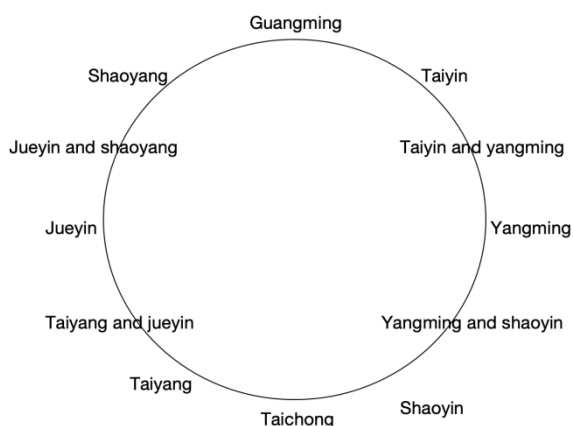 Guangming
Shaoyang
Taiyin
Jueyin and shaoyang
Taiyin and yangming
Jueyin
Yangming
Taiyang and jueyin
Yangming and shaoyin
Taiyang
Shaoyin
Taichong